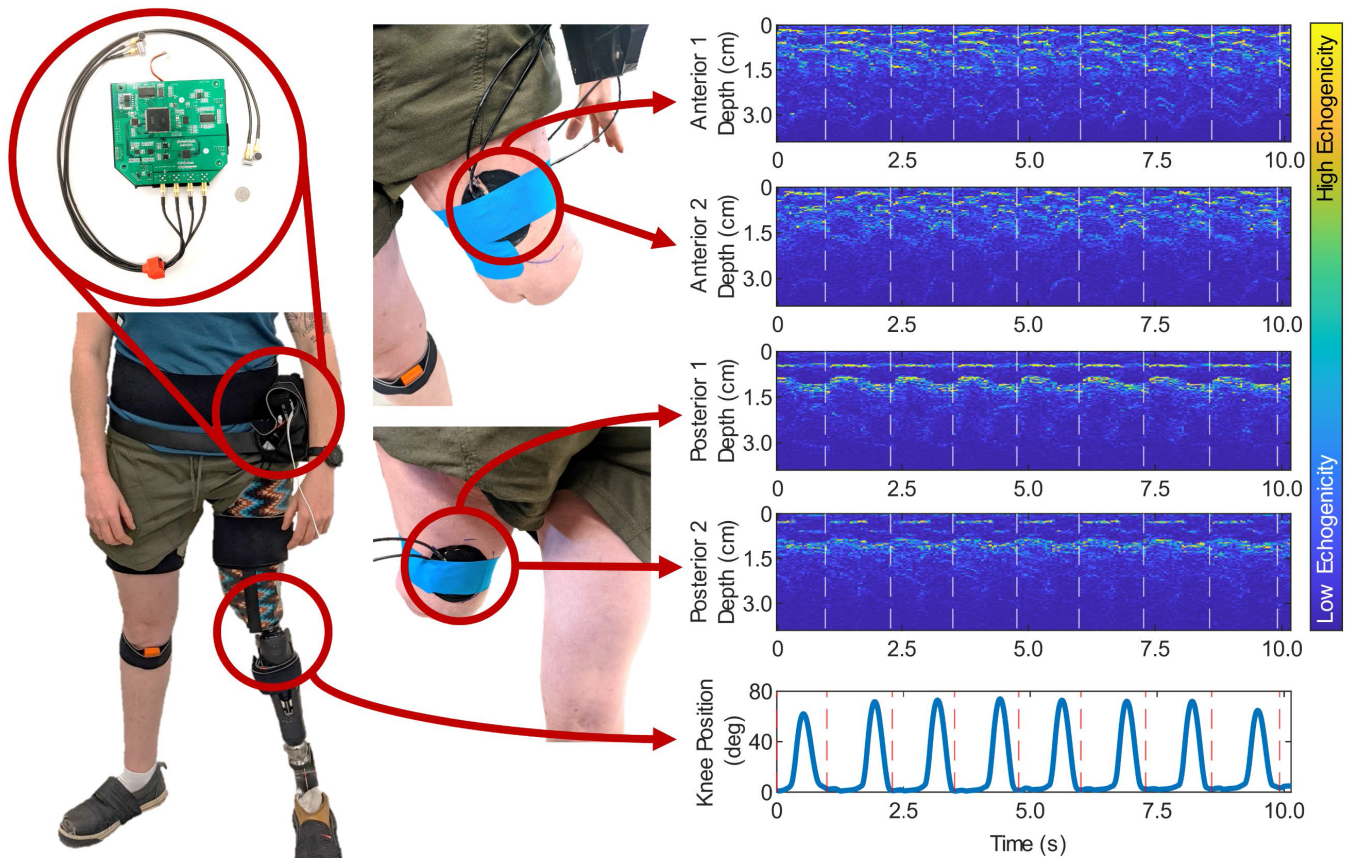 Anterior 1
Depth (cm)
0
1.5
3.0
0 2.5 5.0 7.5 10.0
Anterior 2
Depth (cm)
0
1.5
3.0
0 2.5 5.0 7.5 10.0
Posterior 1
Depth (cm)
0
1.5
3.0
0 2.5 5.0 7.5 10.0
Posterior 2
Depth (cm)
0
1.5
3.0
0 2.5 5.0 7.5 10.0
Knee Position
(deg)
80
40
0
0 2.5 5.0 7.5 10.0
Time (s)
High Echogenicity
Low Echogenicity